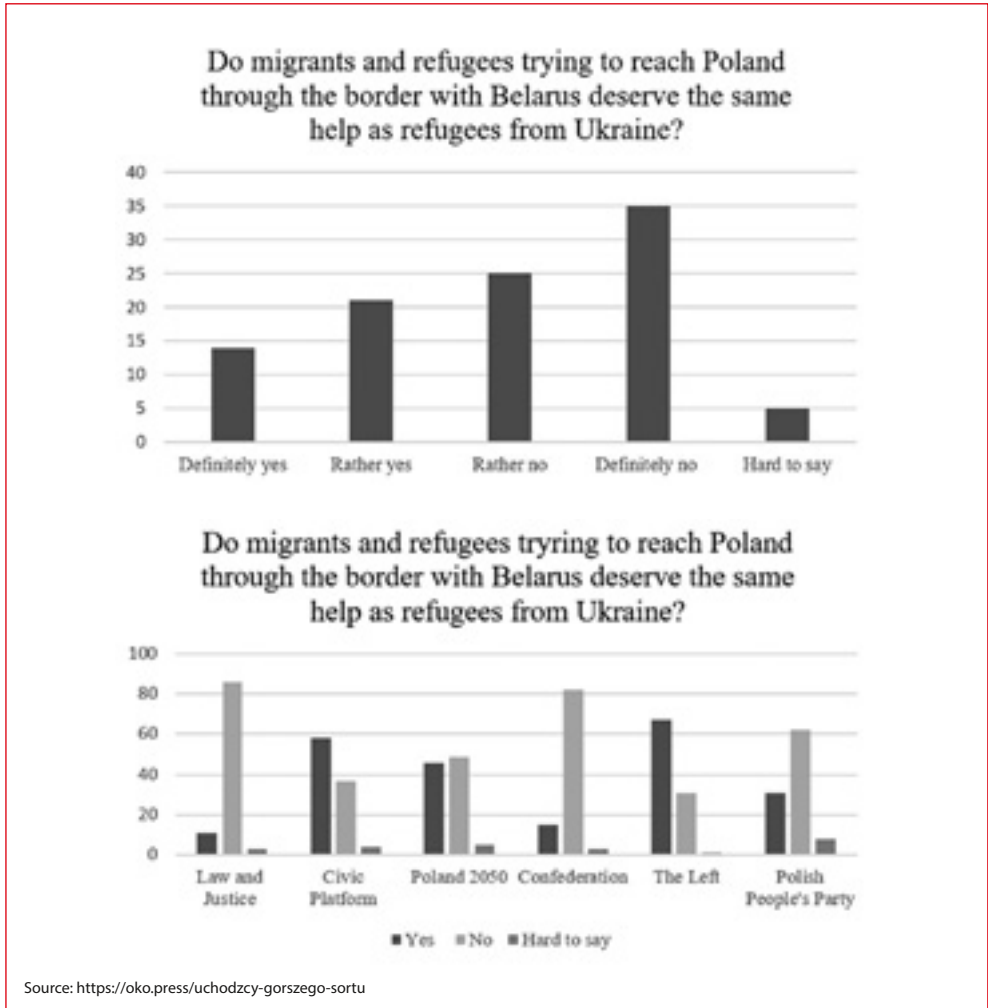 Do migrants and refugees trying to reach Poland
through the border with Belarus deserve the same
help as refugees from Ukraine?
40
35
30
25
20
15
10
5
0
Definitely yes Rather yes Rather no Definitely no Hard to say
Do migrants and refugees tryring to reach Poland
through the border with Belarus deserve the same
help as refugees from Ukraine?
100
80
60
40
20
0
Law and Civic Poland 2050 Confederation The Left Polish
Justice Platform People's Party
Yes No Hard to say
Source: https://oko.press/uchodzcy-gorszego-sortu